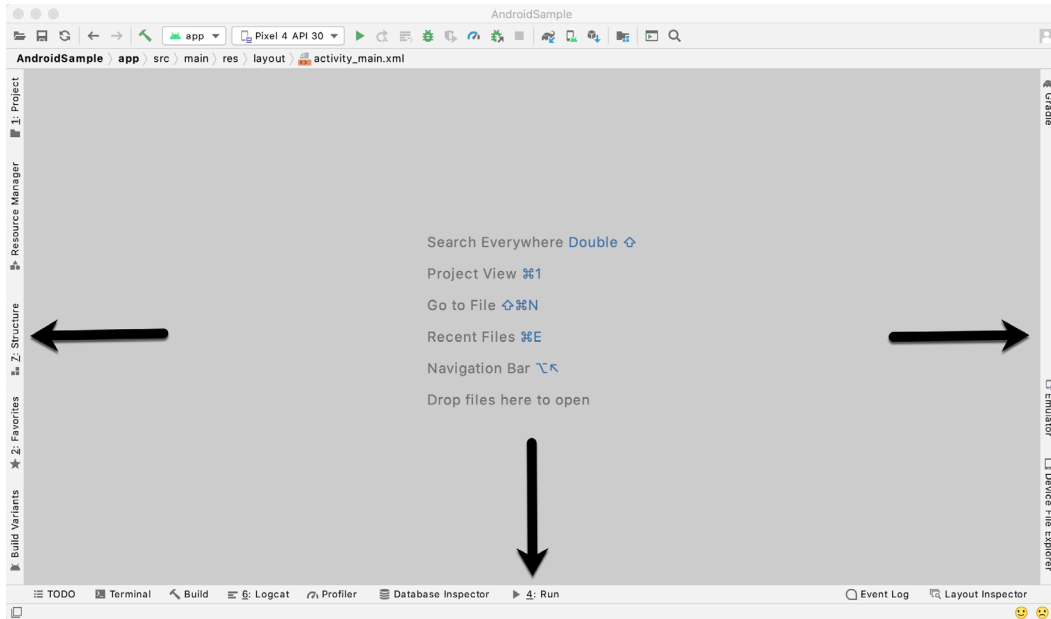 AndroidSample
app Pixel 4 API 30
AndroidSample app src main res layout activity_main.xml
1: Project
Resource Manager
Z: Structure
2: Favorites
Build Variants
Search Everywhere Double ⇧
Project View ⌘1
Go to File ⇧⌘N
Recent Files ⌘E
Navigation Bar ⌥↖
Drop files here to open
Gradle
Emulator
Device File Explorer
TODO Terminal Build 6: Logcat Profiler Database Inspector 4: Run Event Log Layout Inspector